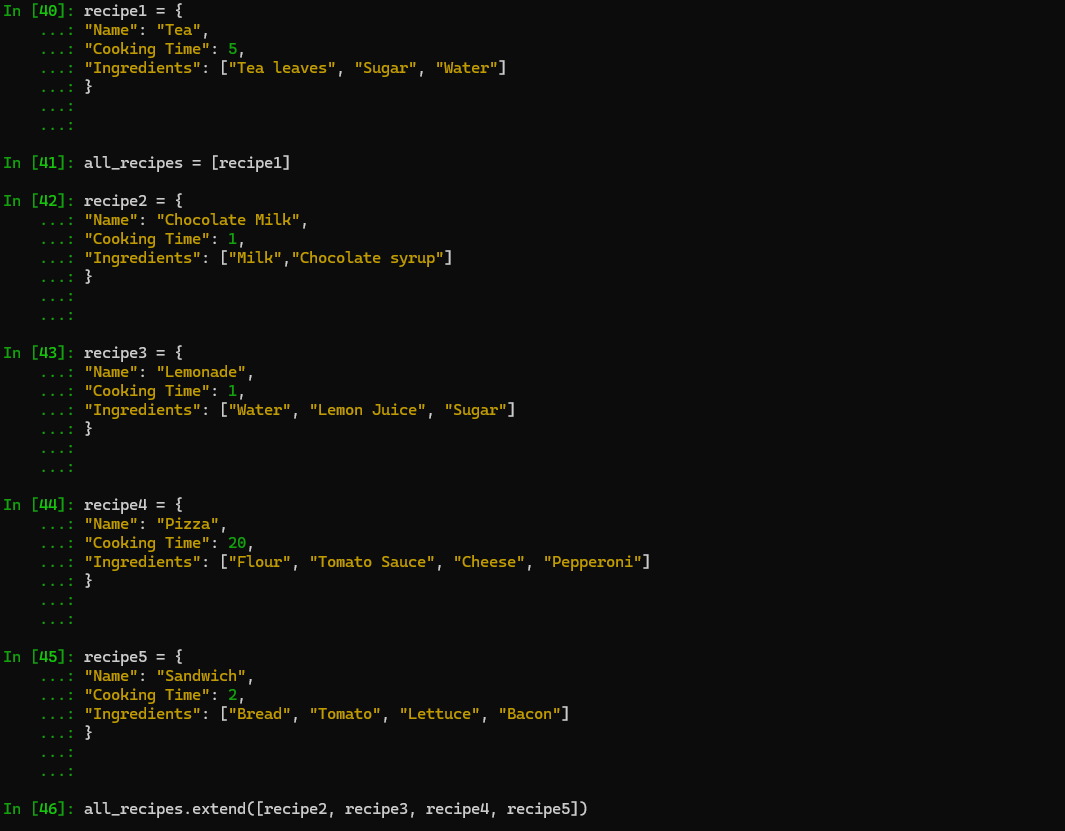 In [40]: recipe1 = {
    ...: "Name": "Tea",
    ...: "Cooking Time": 5,
    ...: "Ingredients": ["Tea leaves", "Sugar", "Water"]
    ...: }
    ...:
    ...:
In [41]: all_recipes = [recipe1]
In [42]: recipe2 = {
    ...: "Name": "Chocolate Milk",
    ...: "Cooking Time": 1,
    ...: "Ingredients": ["Milk","Chocolate syrup"]
    ...: }
    ...:
    ...:
In [43]: recipe3 = {
    ...: "Name": "Lemonade",
    ...: "Cooking Time": 1,
    ...: "Ingredients": ["Water", "Lemon Juice", "Sugar"]
    ...: }
    ...:
    ...:
In [44]: recipe4 = {
    ...: "Name": "Pizza",
    ...: "Cooking Time": 20,
    ...: "Ingredients": ["Flour", "Tomato Sauce", "Cheese", "Pepperoni"]
    ...: }
    ...:
    ...:
In [45]: recipe5 = {
    ...: "Name": "Sandwich",
    ...: "Cooking Time": 2,
    ...: "Ingredients": ["Bread", "Tomato", "Lettuce", "Bacon"]
    ...: }
    ...:
    ...:
In [46]: all_recipes.extend([recipe2, recipe3, recipe4, recipe5])